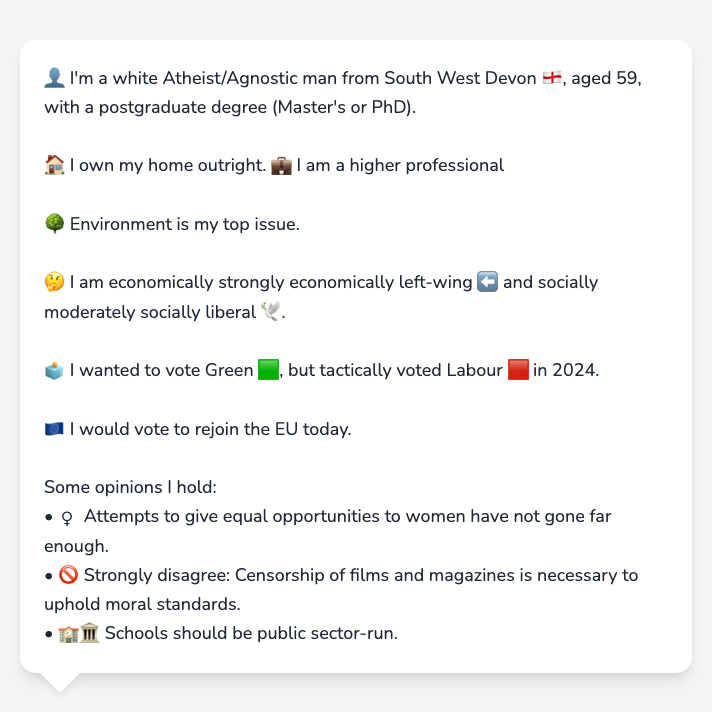 👤 I'm a white Atheist/Agnostic man from South West Devon 🏴󠁧󠁢󠁥󠁮󠁧󠁿, aged 59,
with a postgraduate degree (Master's or PhD).
🏠 I own my home outright. 💼 I am a higher professional
🌳 Environment is my top issue.
🤔 I am economically strongly economically left-wing ⬅️ and socially
moderately socially liberal 🕊️.
🗳️ I wanted to vote Green 🟩, but tactically voted Labour 🟥 in 2024.
🇪🇺 I would vote to rejoin the EU today.
Some opinions I hold:
• ♀ Attempts to give equal opportunities to women have not gone far
enough.
• 🚫 Strongly disagree: Censorship of films and magazines is necessary to
uphold moral standards.
• 🏫🏛️ Schools should be public sector-run.